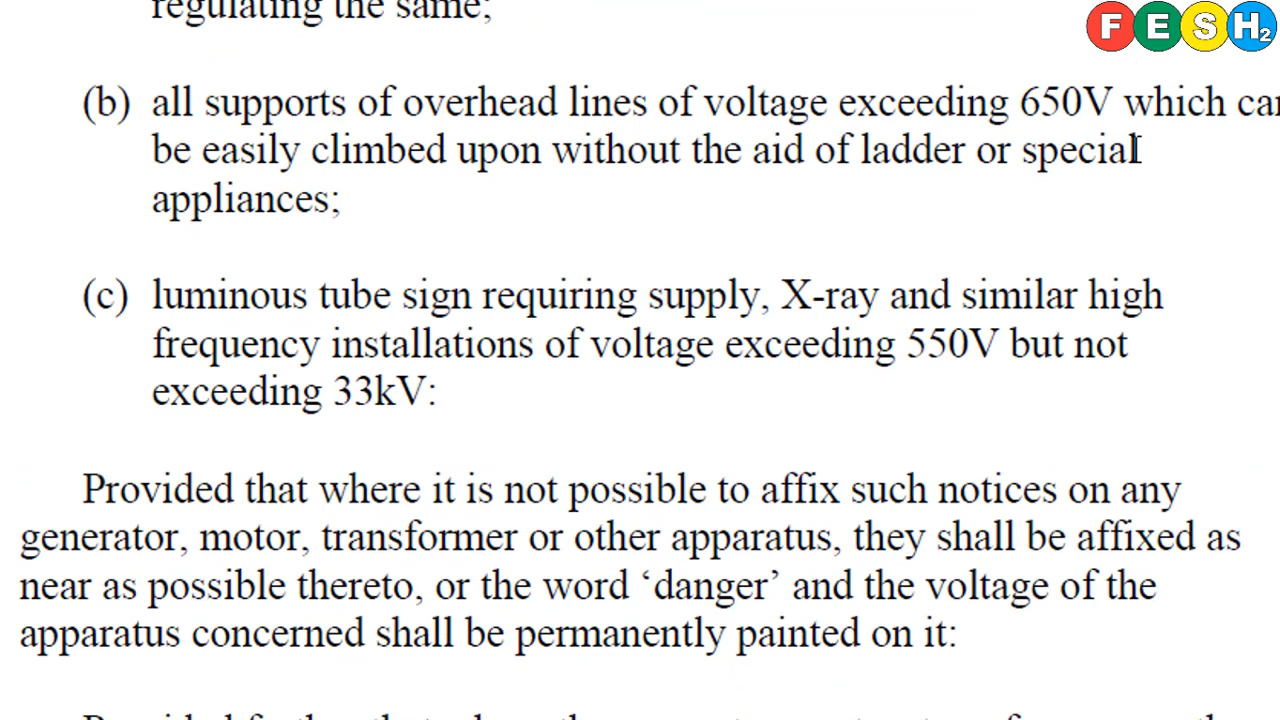 regulating the same;
F E S H2
(b) all supports of overhead lines of voltage exceeding 650V which can
be easily climbed upon without the aid of ladder or special
appliances;
(c) luminous tube sign requiring supply, X-ray and similar high
frequency installations of voltage exceeding 550V but not
exceeding 33kV:
Provided that where it is not possible to affix such notices on any
generator, motor, transformer or other apparatus, they shall be affixed as
near as possible thereto, or the word ‘danger’ and the voltage of the
apparatus concerned shall be permanently painted on it: